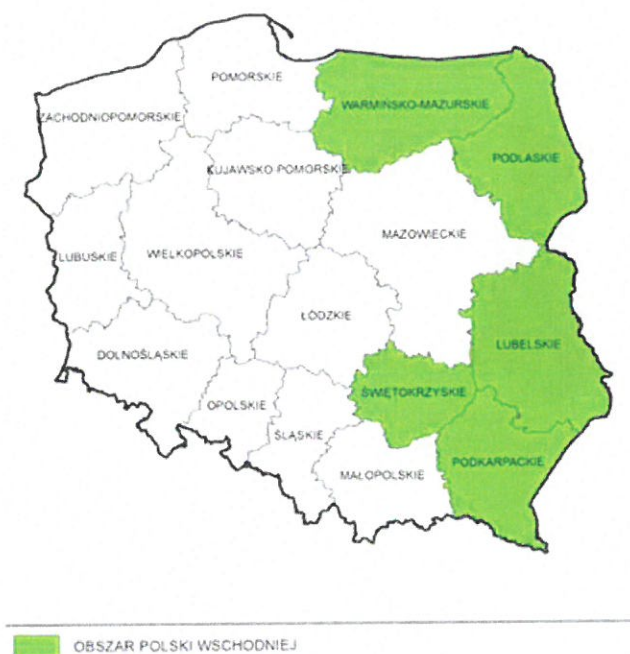 POMORSKIE
WARMIŃSKO-MAZURSKIE
ZACHODNIOPOMORSKIE
PODLASKIE
KUJAWSKO-POMORSKIE
MAZOWIECKIE
LUBUSKIE
WIELKOPOLSKIE
ŁÓDZKIE
LUBELSKIE
DOLNOŚLĄSKIE
ŚWIĘTOKRZYSKIE
OPOLSKIE
ŚLĄSKIE
PODKARPACKIE
MAŁOPOLSKIE
OBSZAR POLSKI WSCHODNIEJ